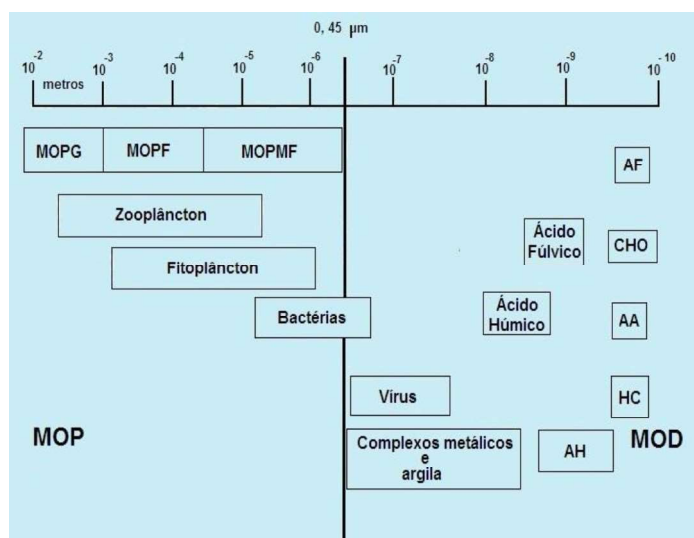 0, 45 µm
10-2 10-3 10-4 10-5 10-6 10-7 10-8 10-9 10-10
metros
MOPG MOPF MOPMF AF
Zooplâncton
Ácido
Fúlvico
CHO
Fitoplâncton
Bactérias
Ácido
Húmico
AA
Vírus
HC
MOP
Complexos metálicos
e
argila
AH
MOD